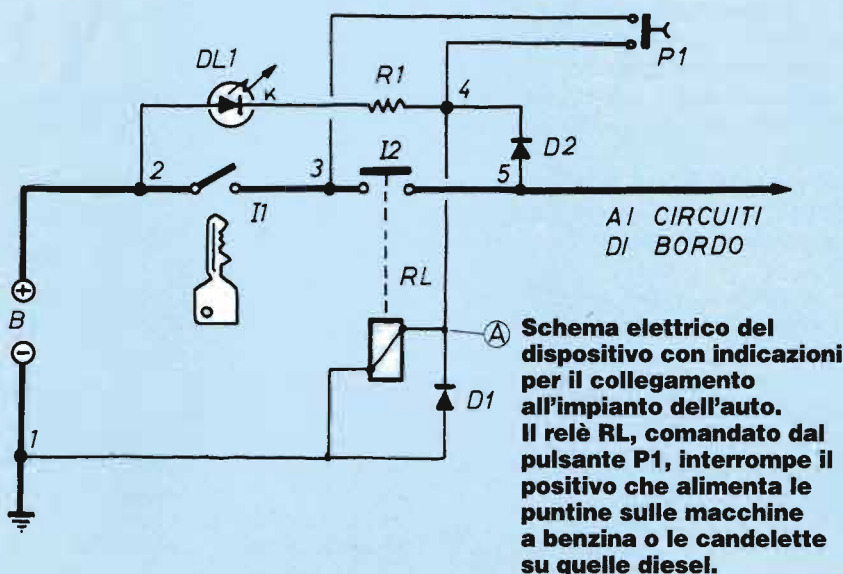 DL1
K
R1
4
P1
2
I1
3
I2
5
D2
AI CIRCUITI
DI BORDO
RL
+
B
−
1
D1
A
Schema elettrico del
dispositivo con indicazioni
per il collegamento
all'impianto dell'auto.
Il relè RL, comandato dal
pulsante P1, interrompe il
positivo che alimenta le
puntine sulle macchine
a benzina o le candelette
su quelle diesel.